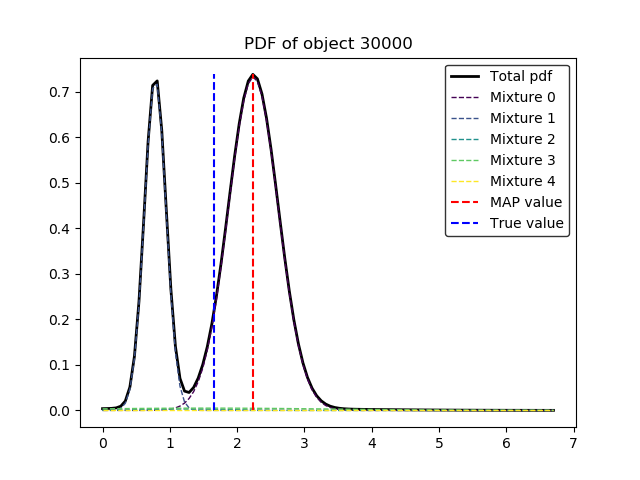 PDF of object 30000
Total pdf
Mixture 0
Mixture 1
Mixture 2
Mixture 3
Mixture 4
MAP value
True value
0.7
0.6
0.5
0.4
0.3
0.2
0.1
0.0
0 1 2 3 4 5 6 7